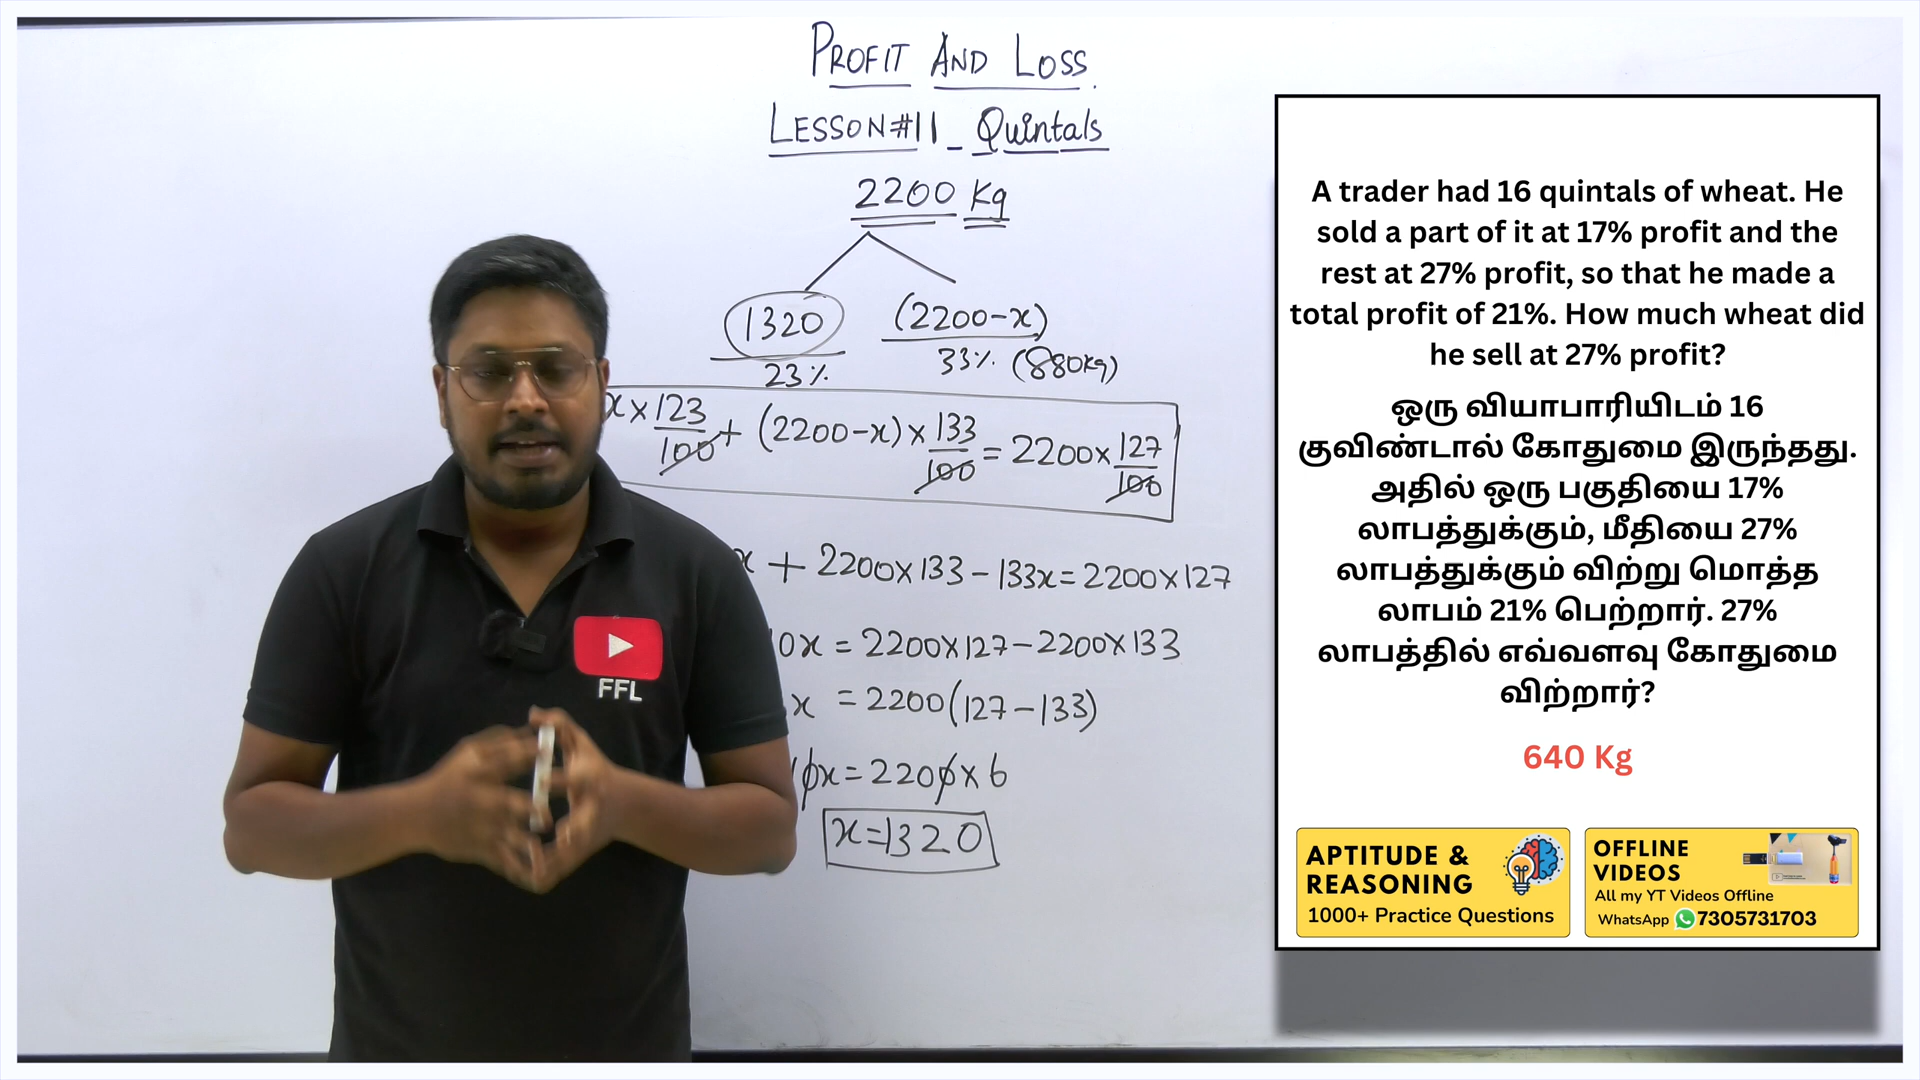 PROFIT AND LOSS.
LESSON#11_Quintals
2200 Kg
1320 (2200-x)
23% 33% (880kg)
x × 123/100 + (2200-x) × 133/100 = 2200 × 127/100
x + 2200×133-133x=2200×127
0x = 2200×127-2200×133
x = 2200(127-133)
10x=2200×6
x=1320
FFL
A trader had 16 quintals of wheat. He
sold a part of it at 17% profit and the
rest at 27% profit, so that he made a
total profit of 21%. How much wheat did
he sell at 27% profit?
ஒரு வியாபாரியிடம் 16
குவிண்டால் கோதுமை இருந்தது.
அதில் ஒரு பகுதியை 17%
லாபத்துக்கும், மீதியை 27%
லாபத்துக்கும் விற்று மொத்த
லாபம் 21% பெற்றார். 27%
லாபத்தில் எவ்வளவு கோதுமை
விற்றார்?
640 Kg
APTITUDE &
REASONING
1000+ Practice Questions
OFFLINE
VIDEOS
All my YT Videos Offline
WhatsApp 7305731703